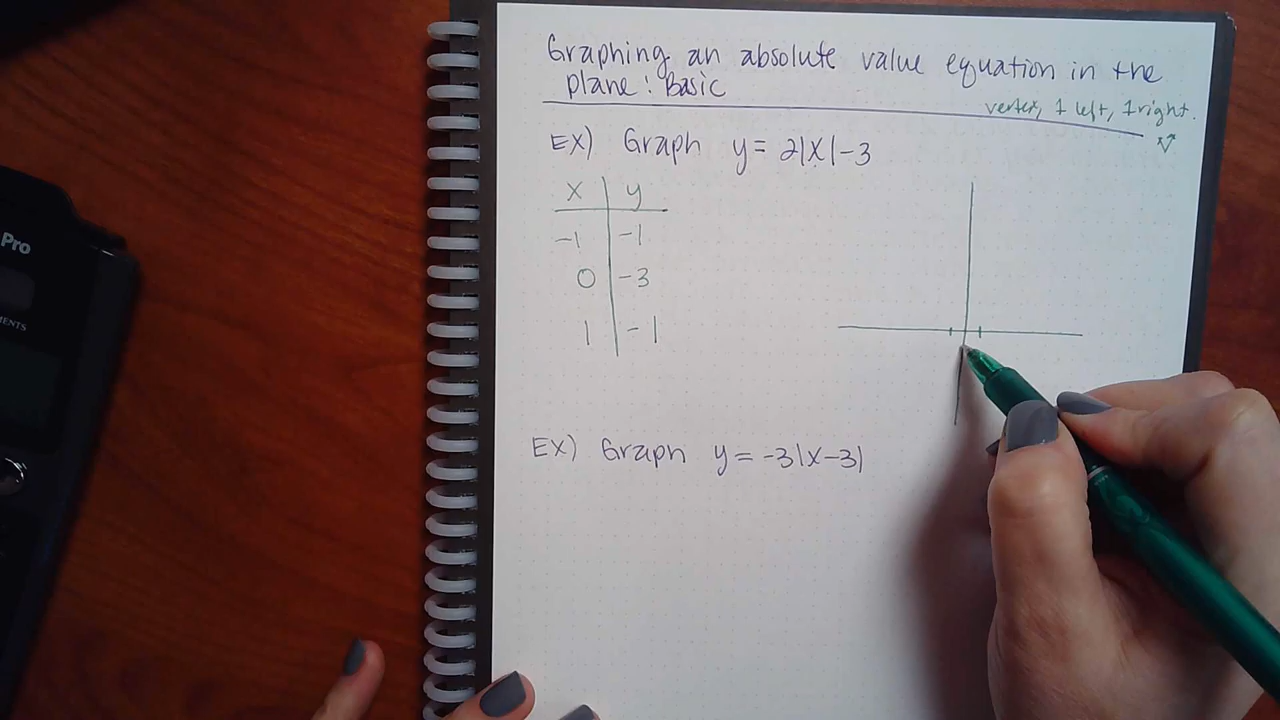 Graphing an absolute value equation in the
plane: Basic
vertex, 1 left, 1 right.
EX) Graph y = 2|x|-3
x y
-1 -1
0 -3
1 -1
EX) Graph y = -3|x-3|
Pro